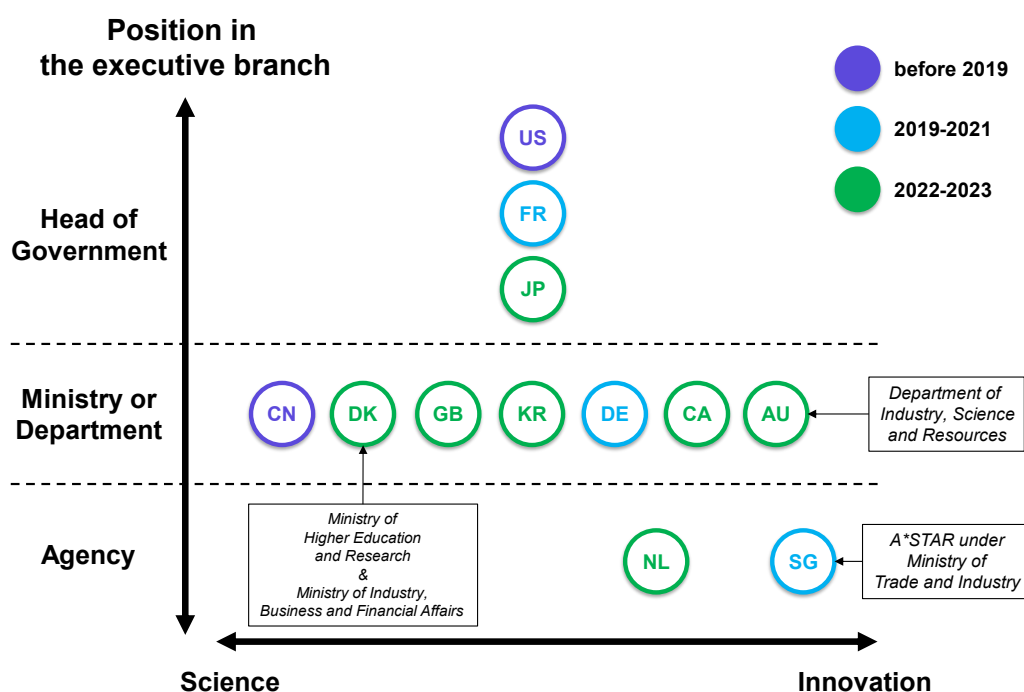 Position in
the executive branch
before 2019
2019-2021
2022-2023
US
FR
JP
Head of
Government
Ministry or
Department
CN
DK
GB
KR
DE
CA
AU
Department of
Industry, Science
and Resources
Agency
Ministry of
Higher Education
and Research
&
Ministry of Industry,
Business and Financial Affairs
NL
SG
A*STAR under
Ministry of
Trade and Industry
Science
Innovation